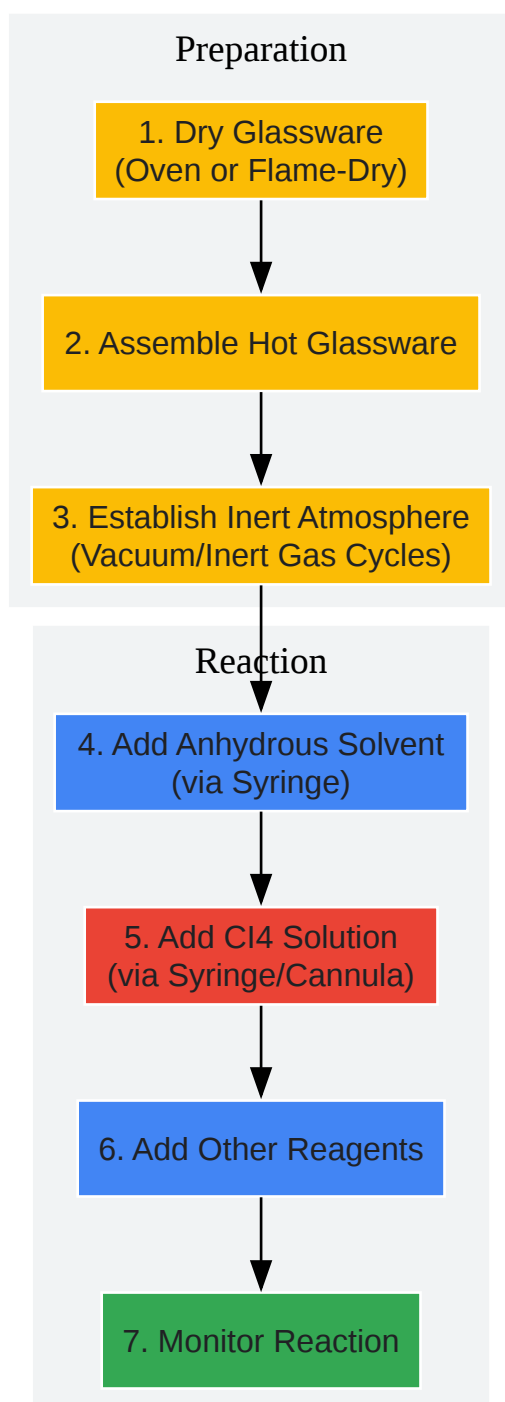 Preparation
1. Dry Glassware
(Oven or Flame-Dry)
2. Assemble Hot Glassware
3. Establish Inert Atmosphere
(Vacuum/Inert Gas Cycles)
Reaction
4. Add Anhydrous Solvent
(via Syringe)
5. Add CI4 Solution
(via Syringe/Cannula)
6. Add Other Reagents
7. Monitor Reaction